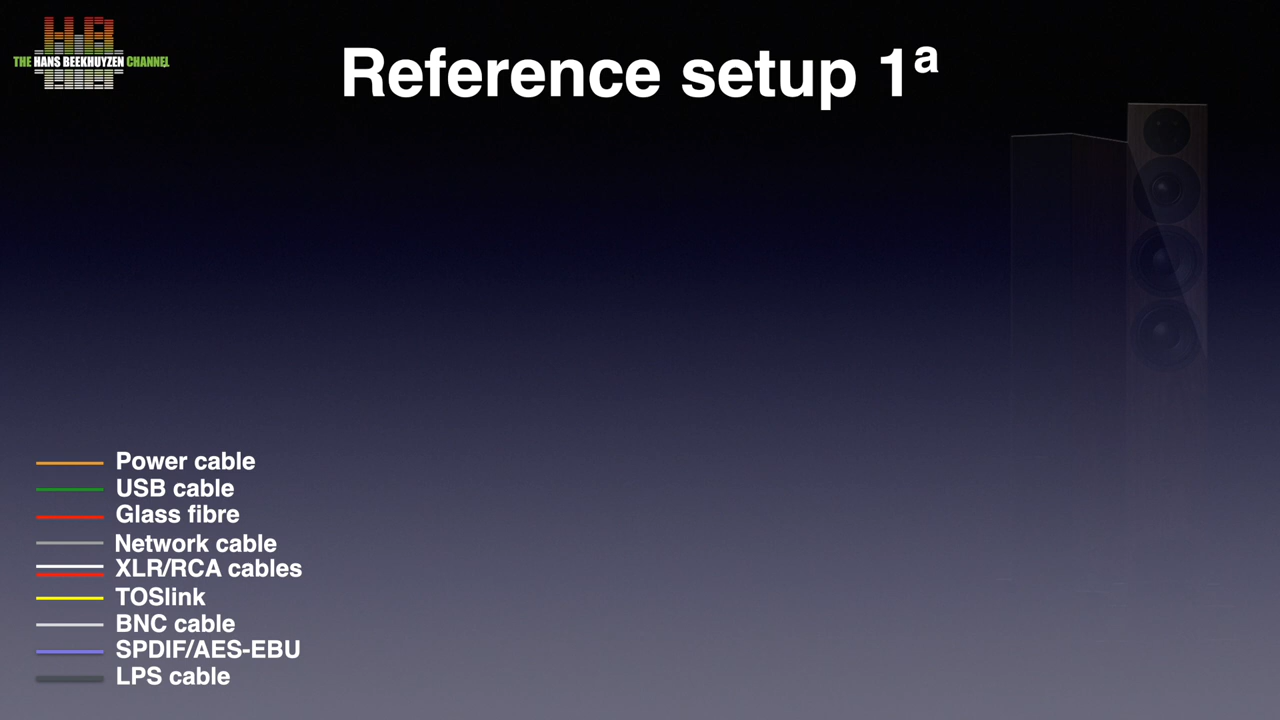 THE HANS BEEKHUYZEN CHANNEL
Reference setup 1ª
Power cable
USB cable
Glass fibre
Network cable
XLR/RCA cables
TOSlink
BNC cable
SPDIF/AES-EBU
LPS cable